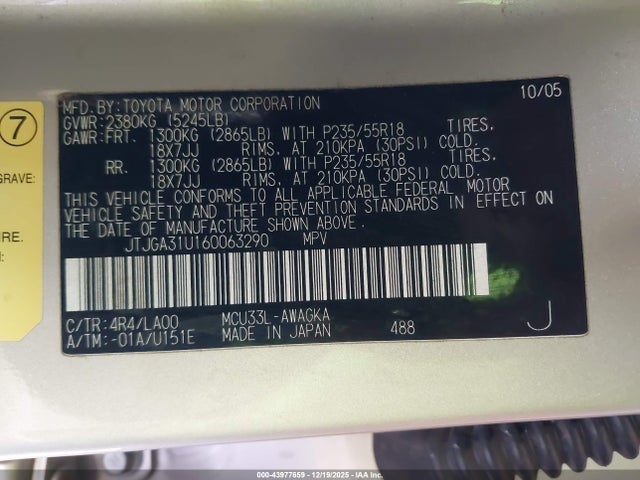 MFD.BY:TOYOTA MOTOR CORPORATION 10/05
GVWR:2380KG (5245LB)
GAWR:FRT. 1300KG (2865LB) WITH P235/55R18 TIRES,
18X7JJ RIMS, AT 210KPA (30PSI) COLD.
RR. 1300KG (2865LB) WITH P235/55R18 TIRES,
18X7JJ RIMS, AT 210KPA (30PSI) COLD.
THIS VEHICLE CONFORMS TO ALL APPLICABLE FEDERAL MOTOR
VEHICLE SAFETY AND THEFT PREVENTION STANDARDS IN EFFECT ON
THE DATE OF MANUFACTURE SHOWN ABOVE.
JTJGA31U160063290 MPV
C/TR:4R4/LA00 MCU33L-AWAGKA
A/TM:-01A/U151E MADE IN JAPAN 488 J
7
GRAVE:
IRE.
000-43977659 - 12/19/2025 - IAA Inc.